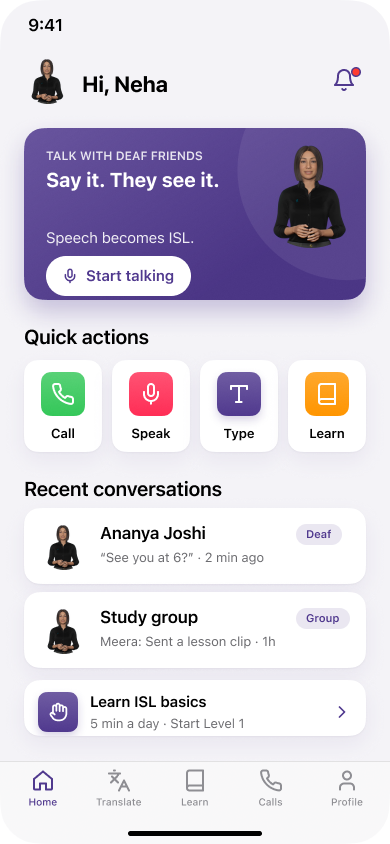 9:41
Hi, Neha
TALK WITH DEAF FRIENDS
Say it. They see it.
Speech becomes ISL.
Start talking
Quick actions
Call
Speak
Type
Learn
Recent conversations
Ananya Joshi
Deaf
“See you at 6?” · 2 min ago
Study group
Group
Meera: Sent a lesson clip · 1h
Learn ISL basics
5 min a day · Start Level 1
Home
Translate
Learn
Calls
Profile